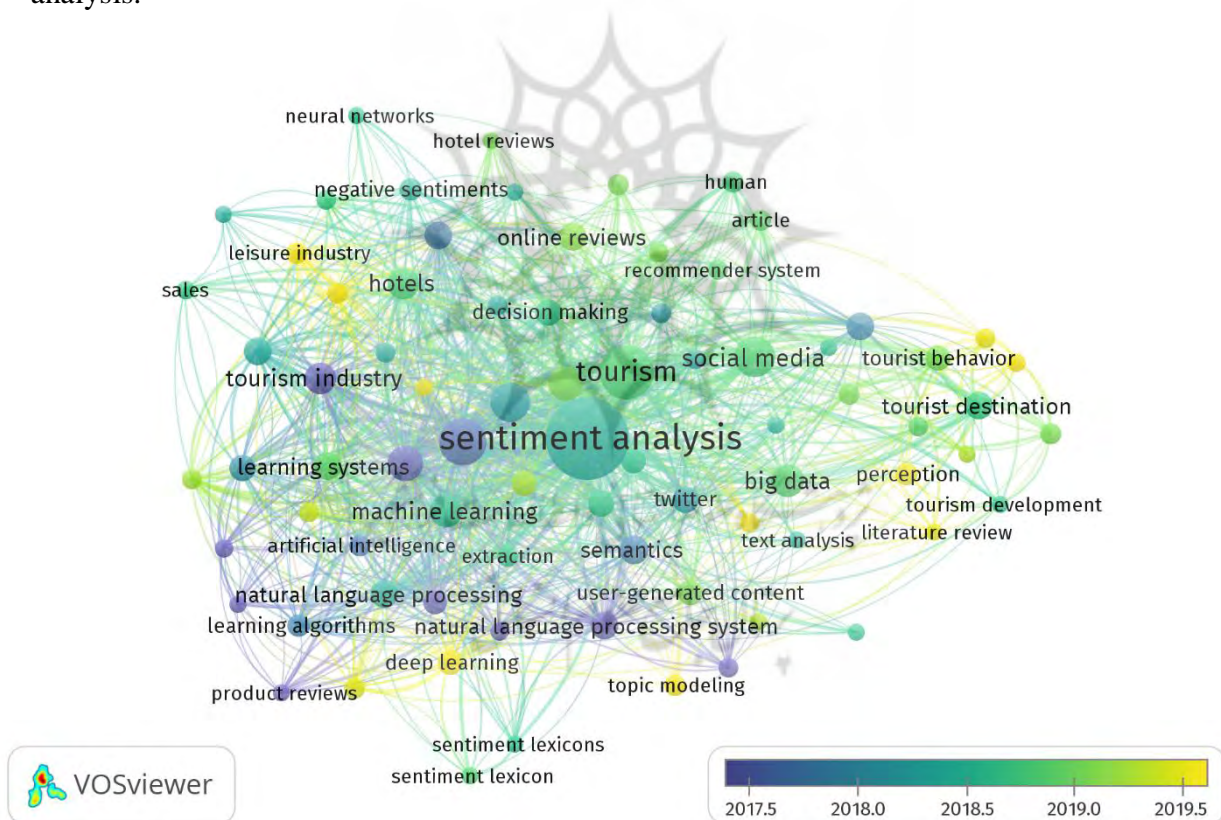 analysis.
neural networks
hotel reviews
negative sentiments
human
article
online reviews
leisure industry
recommender system
hotels
sales
decision making
social media
tourist behavior
tourism
tourism industry
tourist destination
sentiment analysis
learning systems
perception
big data
twitter
tourism development
machine learning
literature review
text analysis
artificial intelligence
semantics
extraction
user-generated content
natural language processing
learning algorithms
natural language processing system
deep learning
topic modeling
product reviews
sentiment lexicons
sentiment lexicon
VOSviewer
2017.5 2018.0 2018.5 2019.0 2019.5